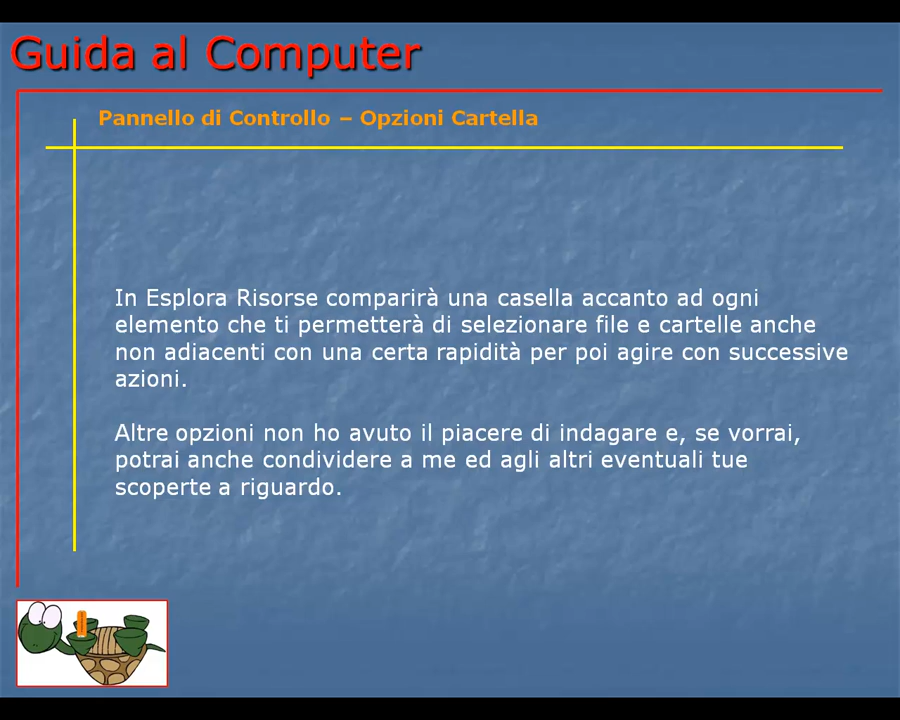 Guida al Computer
Pannello di Controllo – Opzioni Cartella
In Esplora Risorse comparirà una casella accanto ad ogni
elemento che ti permetterà di selezionare file e cartelle anche
non adiacenti con una certa rapidità per poi agire con successive
azioni.
Altre opzioni non ho avuto il piacere di indagare e, se vorrai,
potrai anche condividere a me ed agli altri eventuali tue
scoperte a riguardo.